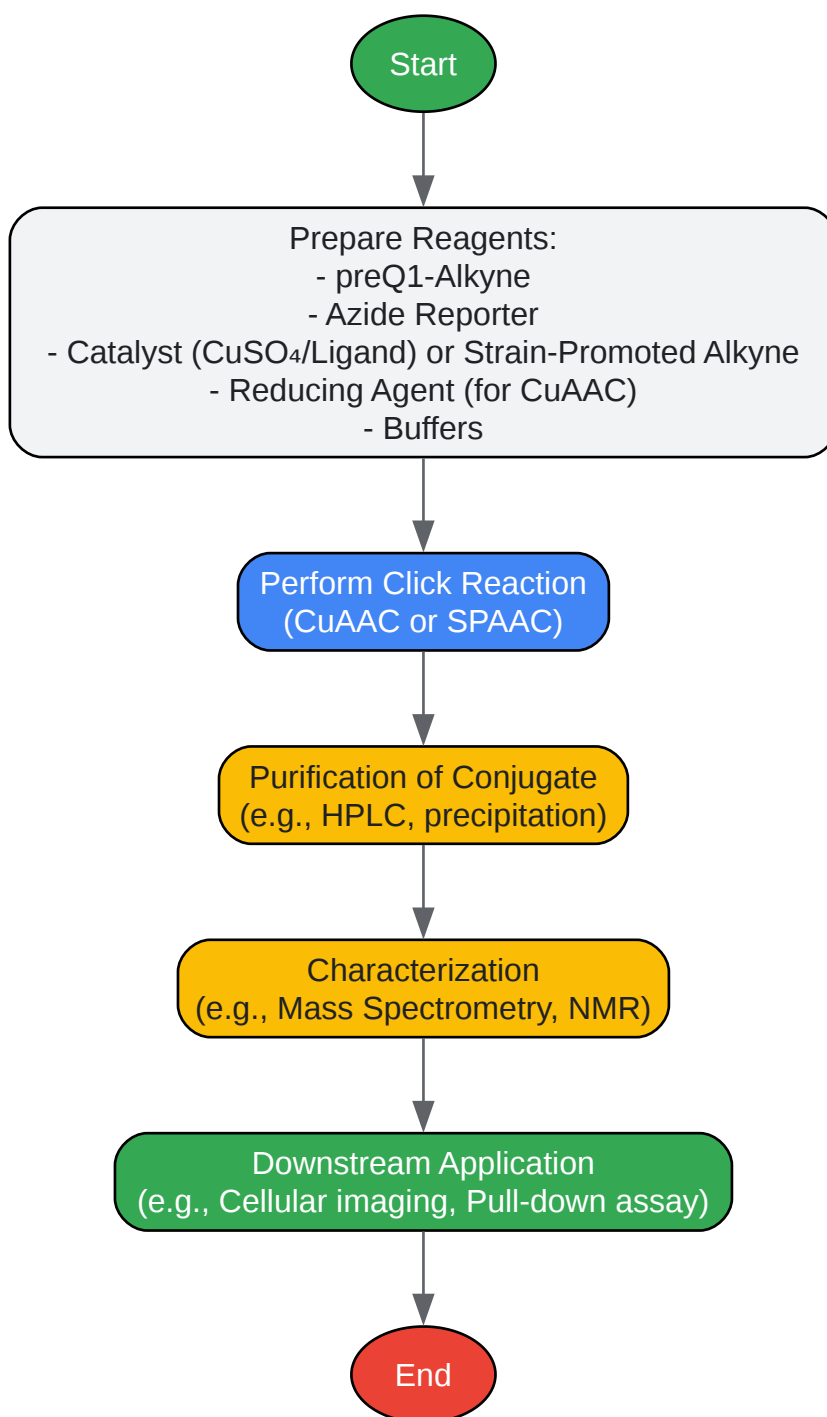 Start
Prepare Reagents:
- preQ1-Alkyne
- Azide Reporter
- Catalyst (CuSO₄/Ligand) or Strain-Promoted Alkyne
- Reducing Agent (for CuAAC)
- Buffers
Perform Click Reaction
(CuAAC or SPAAC)
Purification of Conjugate
(e.g., HPLC, precipitation)
Characterization
(e.g., Mass Spectrometry, NMR)
Downstream Application
(e.g., Cellular imaging, Pull-down assay)
End